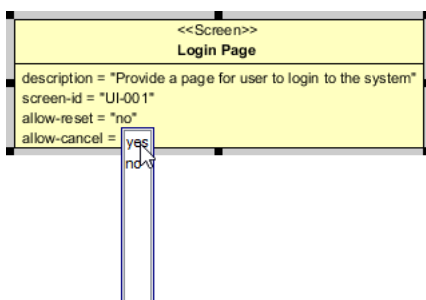 <<Screen>>
Login Page
description = "Provide a page for user to login to the system"
screen-id = "UI-001"
allow-reset = "no"
allow-cancel =
yes
no